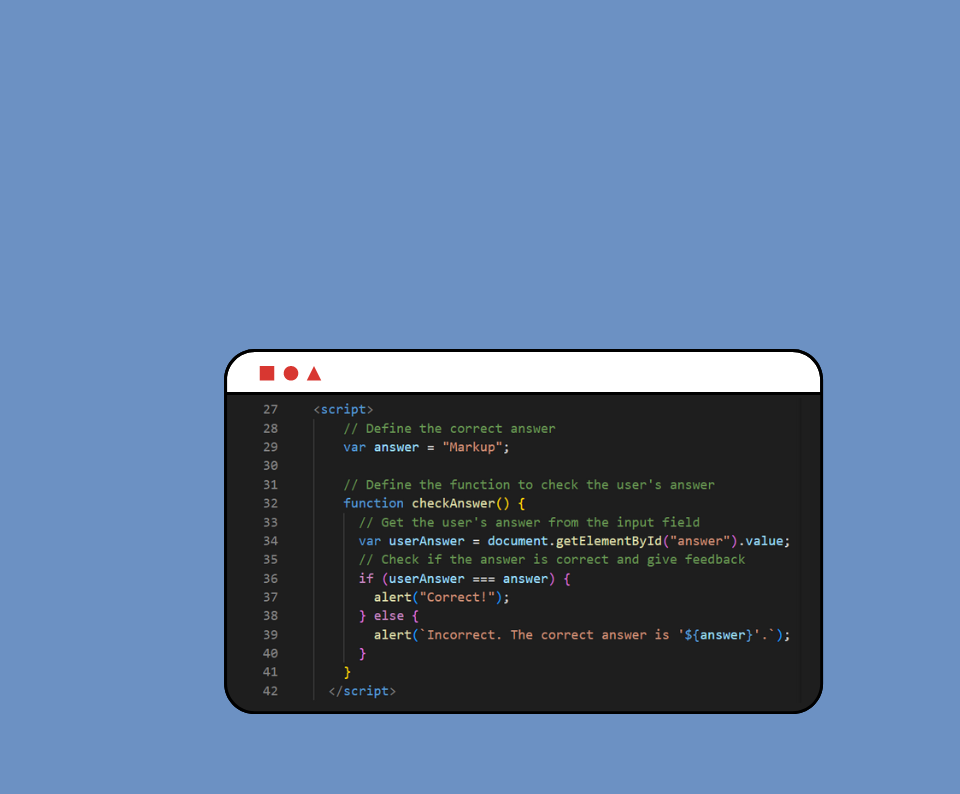 27 <script>
28 // Define the correct answer
29 var answer = "Markup";
30
31 // Define the function to check the user's answer
32 function checkAnswer() {
33 // Get the user's answer from the input field
34 var userAnswer = document.getElementById("answer").value;
35 // Check if the answer is correct and give feedback
36 if (userAnswer === answer) {
37 alert("Correct!");
38 } else {
39 alert(`Incorrect. The correct answer is '${answer}'.`);
40 }
41 }
42 </script>